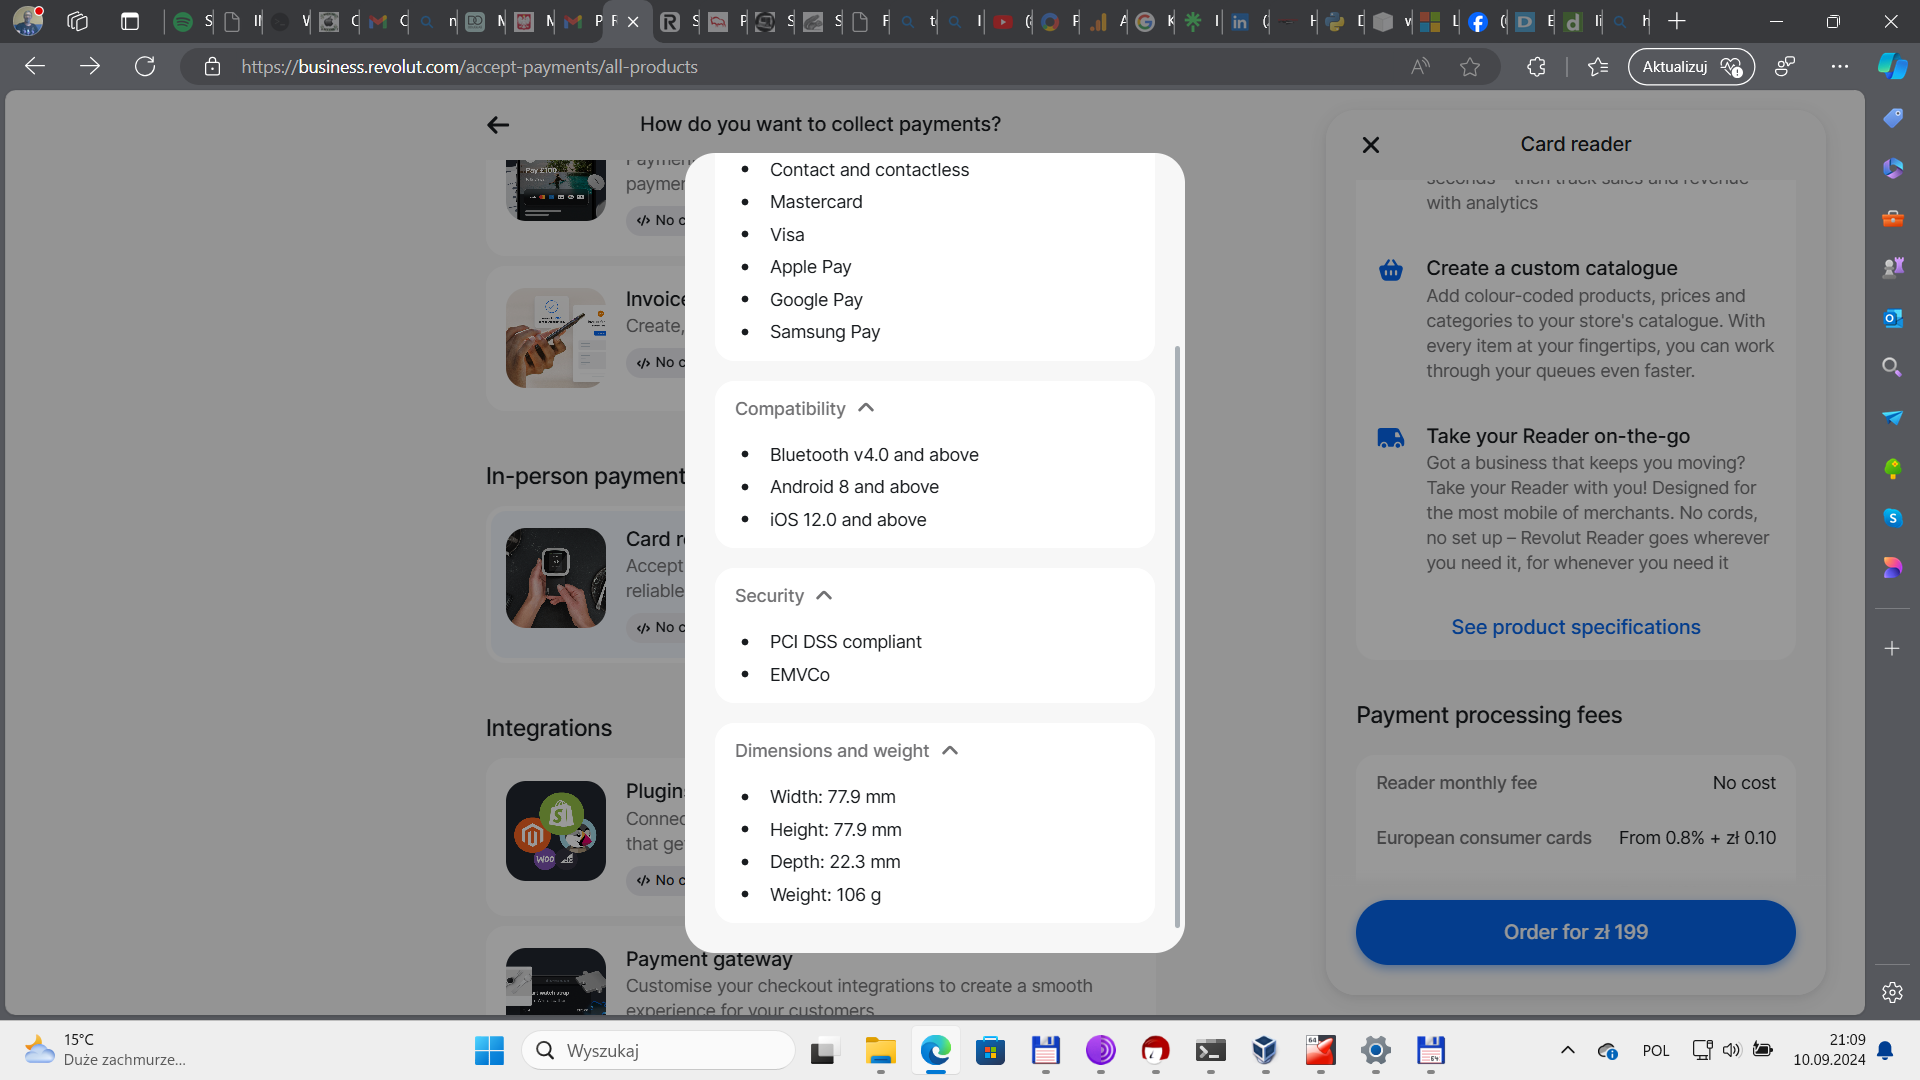 https://business.revolut.com/accept-payments/all-products
Aktualizuj
How do you want to collect payments?
Pay £100
payme
No c
Invoice
Create,
No c
In-person payment
Card r
Accept
reliable
No c
Integrations
Plugin
Connec
that ge
No c
Payment gateway
Customise your checkout integrations to create a smooth
experience for your customers
Contact and contactless
Mastercard
Visa
Apple Pay
Google Pay
Samsung Pay
Compatibility
Bluetooth v4.0 and above
Android 8 and above
iOS 12.0 and above
Security
PCI DSS compliant
EMVCo
Dimensions and weight
Width: 77.9 mm
Height: 77.9 mm
Depth: 22.3 mm
Weight: 106 g
Card reader
seconds – then track sales and revenue
with analytics
Create a custom catalogue
Add colour-coded products, prices and
categories to your store's catalogue. With
every item at your fingertips, you can work
through your queues even faster.
Take your Reader on-the-go
Got a business that keeps you moving?
Take your Reader with you! Designed for
the most mobile of merchants. No cords,
no set up – Revolut Reader goes wherever
you need it, for whenever you need it
See product specifications
Payment processing fees
Reader monthly fee No cost
European consumer cards From 0.8% + zł 0.10
Order for zł 199
15°C
Duże zachmurze...
Wyszukaj
POL
21:09
10.09.2024